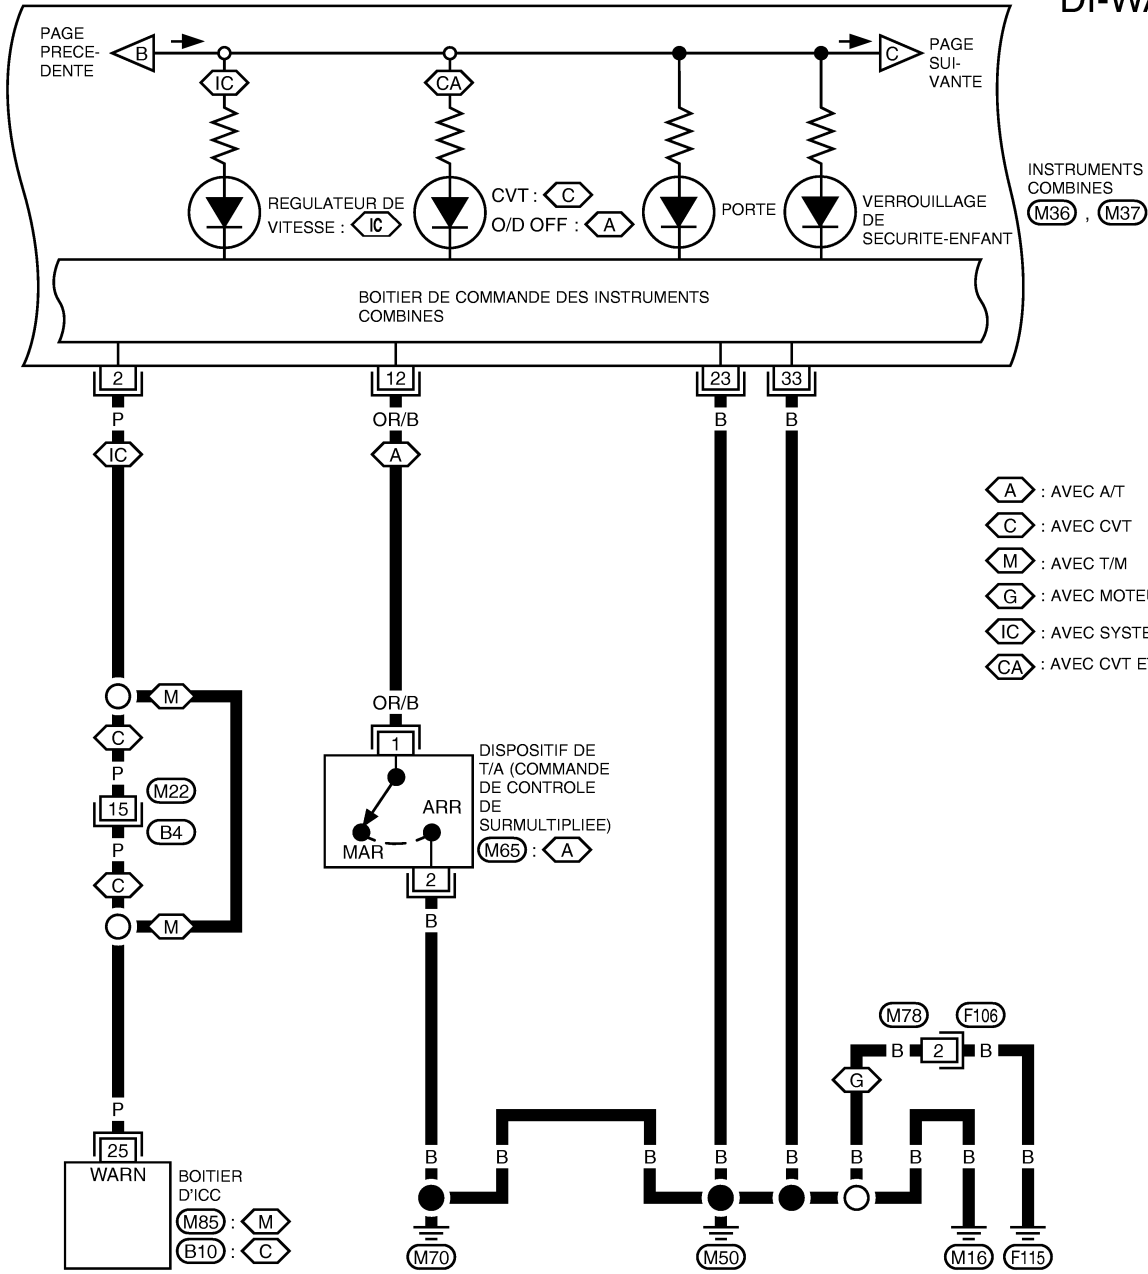 DI-WA
PAGE
PRECE-
DENTE
B
C
PAGE
SUI-
VANTE
IC
CA
REGULATEUR DE
VITESSE : IC
CVT : C
O/D OFF : A
PORTE
VERROUILLAGE
DE
SECURITE-ENFANT
INSTRUMENTS
COMBINES
M36 , M37
BOITIER DE COMMANDE DES INSTRUMENTS
COMBINES
2
12
23
33
P
OR/B
B
B
IC
A
A : AVEC A/T
C : AVEC CVT
M : AVEC T/M
G : AVEC MOTEU
IC : AVEC SYSTE
CA : AVEC CVT E
M
C
P
15
M22
B4
P
C
M
OR/B
1
DISPOSITIF DE
T/A (COMMANDE
DE CONTROLE
DE
SURMULTIPLIEE)
M65 : A
ARR
MAR
2
B
M78
F106
B
2
B
G
P
25
WARN
BOITIER
D'ICC
M85 : M
B10 : C
B
B
B
B
B
B
B
B
B
M70
M50
M16
F115